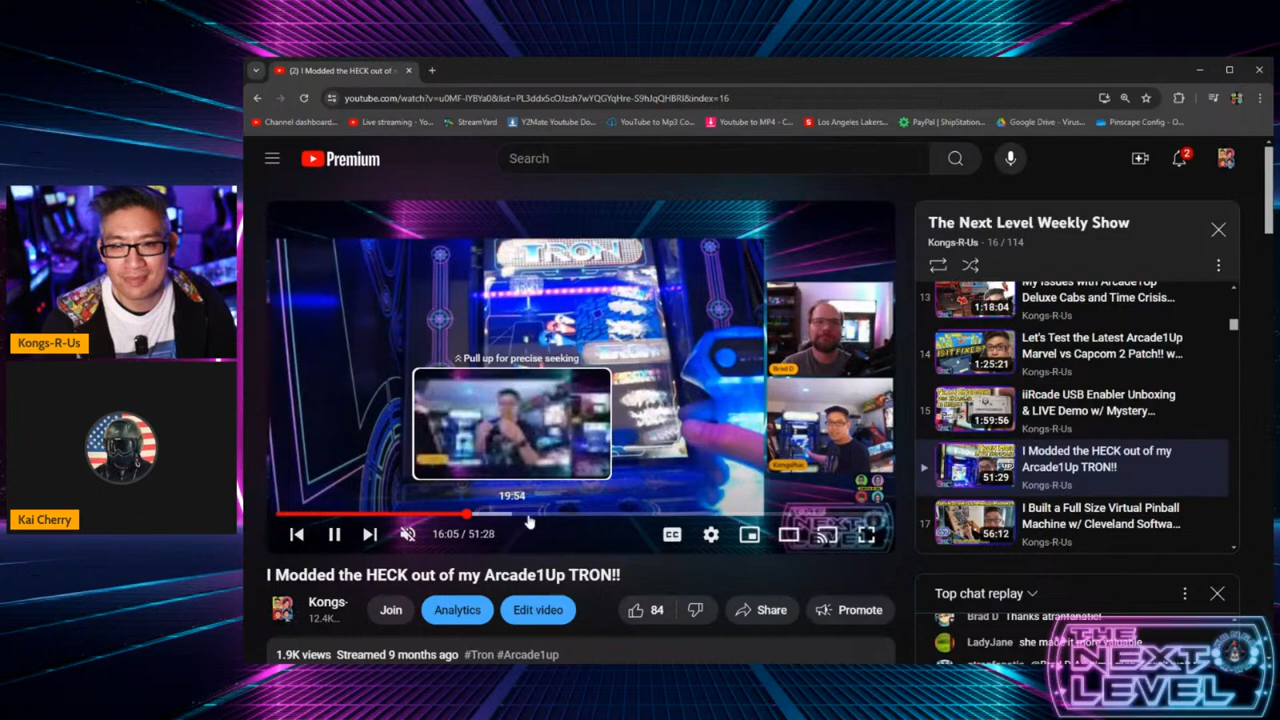 (2) I Modded the HECK out of
youtube.com/watch?v=u0MF-IYBYa0&list=PL3ddx5cOJzsh7wYQGYqHre-S9hJqQHBRI&index=16
Channel dashboard...
Live streaming - Yo...
StreamYard
Y2Mate Youtube Do...
YouTube to Mp3 Co...
Youtube to MP4 - C...
Los Angeles Lakers...
PayPal | ShipStation...
Google Drive - Virus...
Pinscape Config - O...
Premium
Search
2
TRON
Brad D
Pull up for precise seeking
19:54
16:05 / 51:28
CC
I Modded the HECK out of my Arcade1Up TRON!!
Kongs-
12.4K...
Join
Analytics
Edit video
84
Share
Promote
1.9K views Streamed 9 months ago #Tron #Arcade1up
The Next Level Weekly Show
Kongs-R-Us - 16 / 114
13
My Issues with Arcade1Up
Deluxe Cabs and Time Crisis...
Kongs-R-Us
1:18:04
14
Let's Test the Latest Arcade1Up
Marvel vs Capcom 2 Patch!! w...
Kongs-R-Us
1:25:21
15
iiRcade USB Enabler Unboxing
& LIVE Demo w/ Mystery...
Kongs-R-Us
1:59:56
I Modded the HECK out of my
Arcade1Up TRON!!
Kongs-R-Us
51:29
17
I Built a Full Size Virtual Pinball
Machine w/ Cleveland Softwa...
Kongs-R-Us
56:12
Top chat replay
Brad D Thanks atranfanatic!
LadyJane she made it more valuable
Kongs-R-Us
Kai Cherry
THE
NEXT
LEVEL